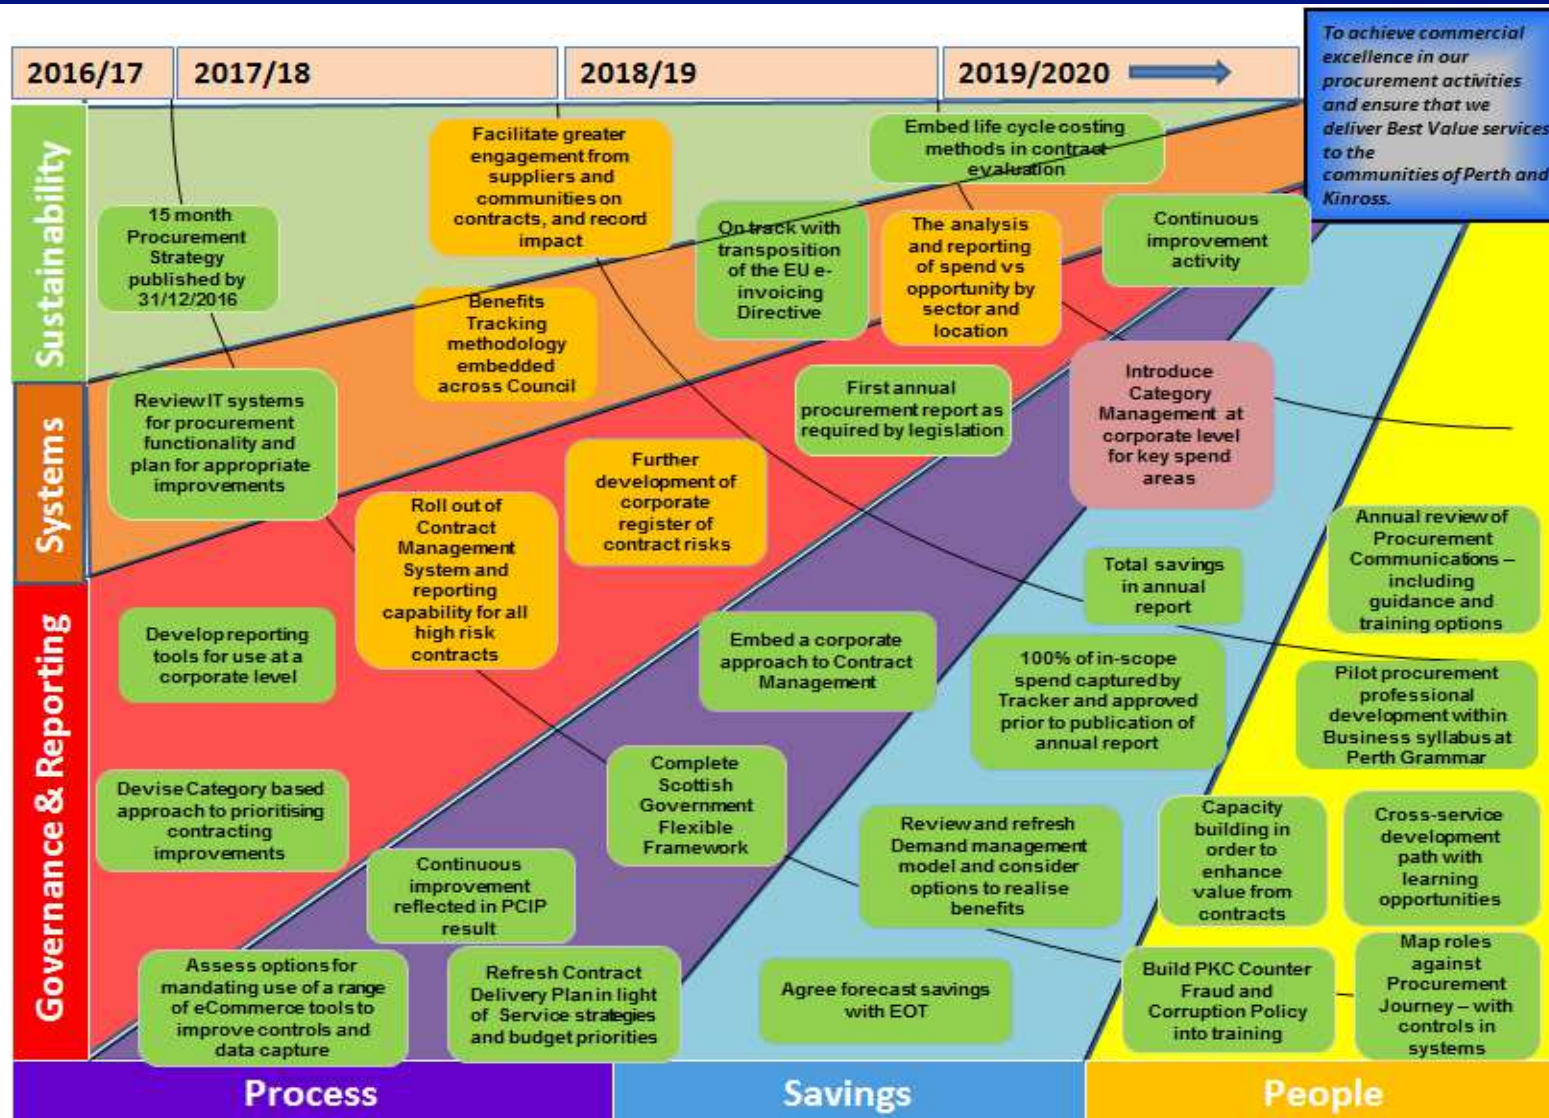 2016/17
2017/18
2018/19
2019/2020
To achieve commercial
excellence in our
procurement activities
and ensure that we
deliver Best Value services
to the
communities of Perth and
Kinross.
Sustainability
Systems
Governance & Reporting
15 month
Procurement
Strategy
published by
31/12/2016
Facilitate greater
engagement from
suppliers and
communities on
contracts, and record
impact
Embed life cycle costing
methods in contract
evaluation
On track with
transposition
of the EU e-
invoicing
Directive
The analysis
and reporting
of spend vs
opportunity by
sector and
location
Continuous
improvement
activity
Benefits
Tracking
methodology
embedded
across Council
Review IT systems
for procurement
functionality and
plan for appropriate
improvements
First annual
procurement report as
required by legislation
Introduce
Category
Management at
corporate level
for key spend
areas
Further
development of
corporate
register of
contract risks
Roll out of
Contract
Management
System and
reporting
capability for all
high risk
contracts
Annual review of
Procurement
Communications –
including
guidance and
training options
Total savings
in annual
report
Develop reporting
tools for use at a
corporate level
Embed a corporate
approach to Contract
Management
100% of in-scope
spend captured by
Tracker and approved
prior to publication of
annual report
Pilot procurement
professional
development within
Business syllabus at
Perth Grammar
Devise Category based
approach to prioritising
contracting
improvements
Complete
Scottish
Government
Flexible
Framework
Review and refresh
Demand management
model and consider
options to realise
benefits
Capacity
building in
order to
enhance
value from
contracts
Cross-service
development
path with
learning
opportunities
Continuous
improvement
reflected in PCIP
result
Assess options for
mandating use of a range
of eCommerce tools to
improve controls and
data capture
Refresh Contract
Delivery Plan in light
of Service strategies
and budget priorities
Agree forecast savings
with EOT
Build PKC Counter
Fraud and
Corruption Policy
into training
Map roles
against
Procurement
Journey – with
controls in
systems
Process
Savings
People